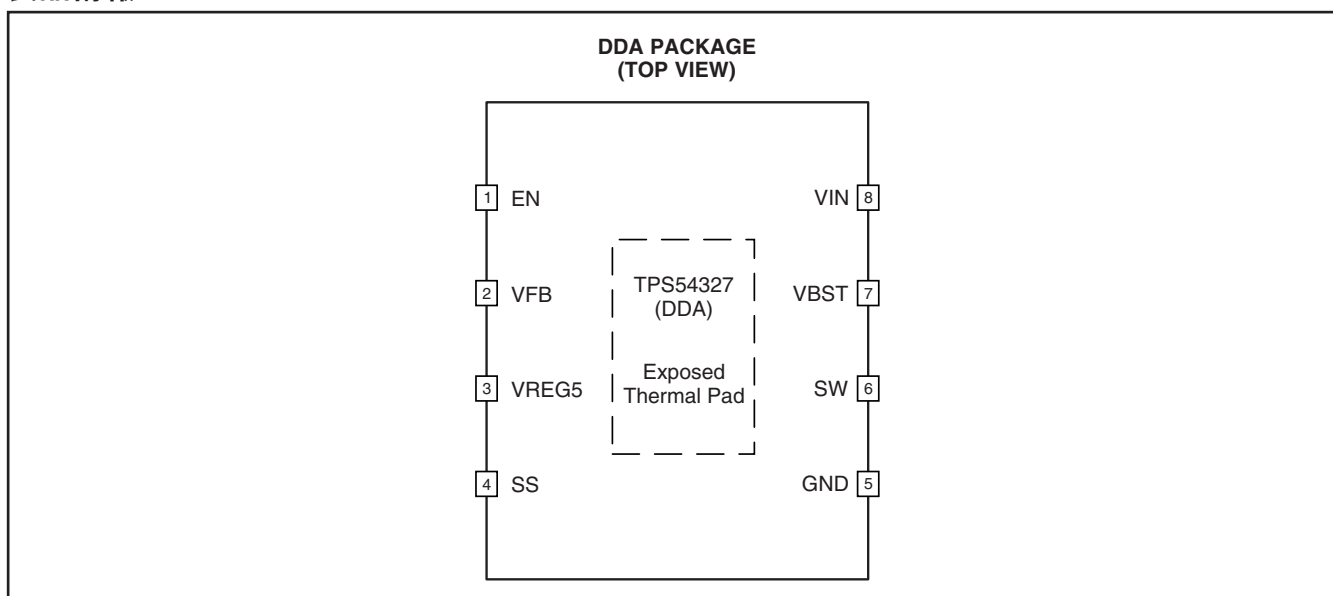 DDA PACKAGE
(TOP VIEW)
1 EN
VIN 8
2 VFB
TPS54327
(DDA)
VBST 7
3 VREG5
Exposed
Thermal Pad
SW 6
4 SS
GND 5